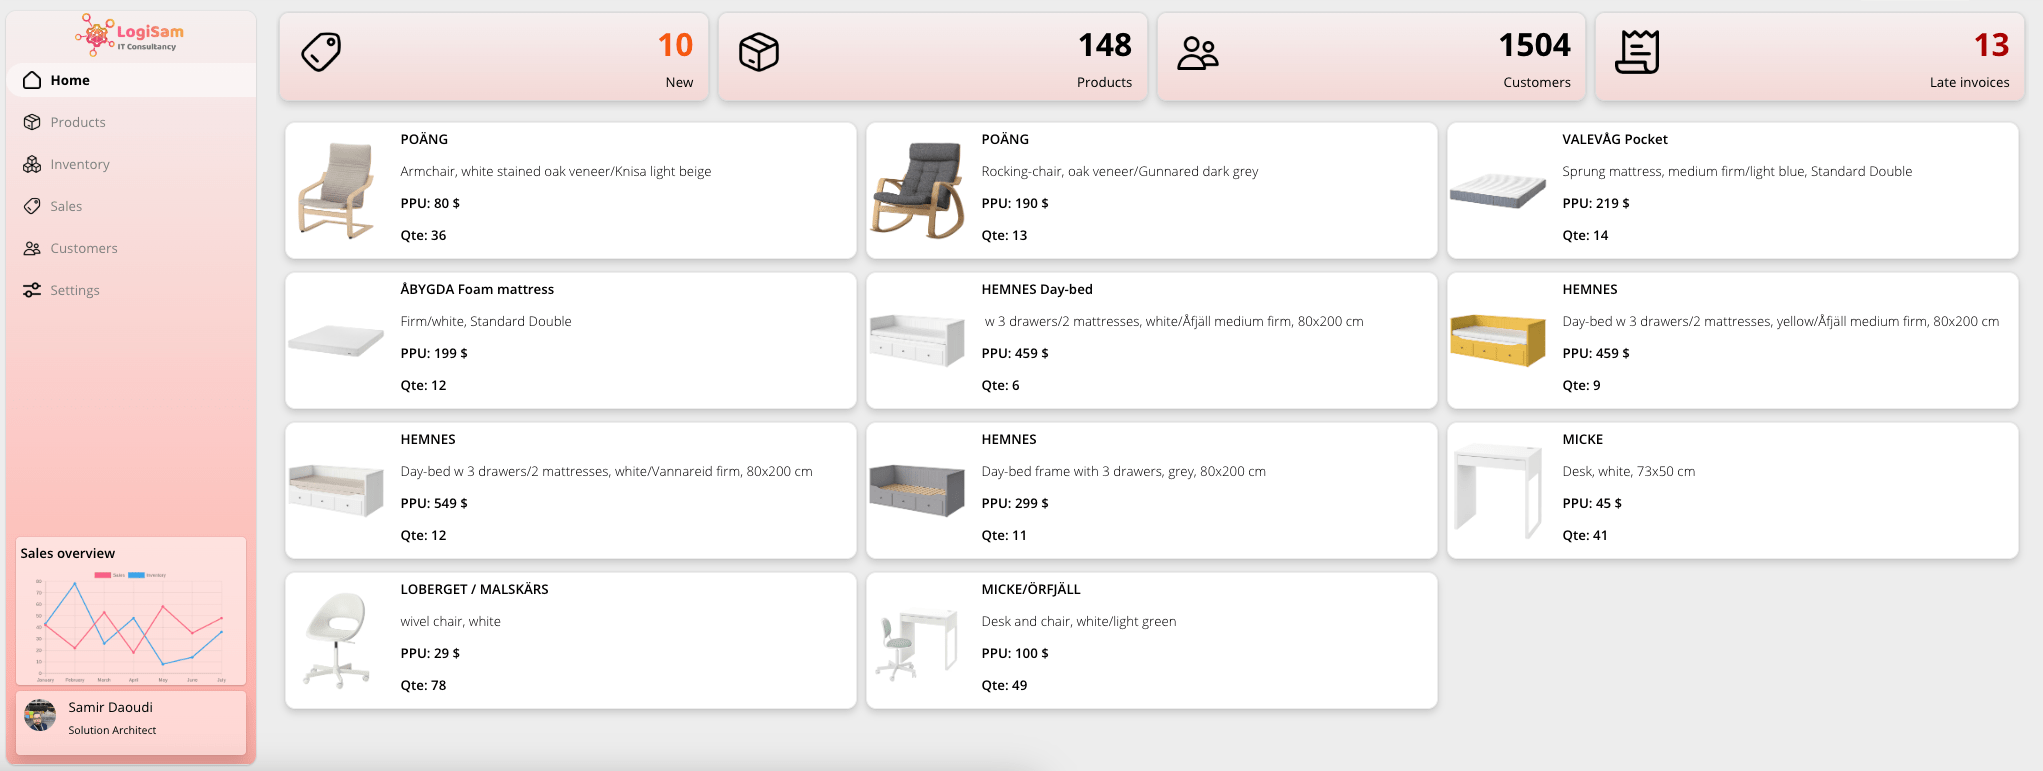 LogiSam
IT Consultancy
Home
Products
Inventory
Sales
Customers
Settings
Sales overview
Sales Inventory
80
70
60
50
40
30
20
10
0
January February March April May June July
Samir Daoudi
Solution Architect
10
New
148
Products
1504
Customers
13
Late invoices
POÄNG
Armchair, white stained oak veneer/Knisa light beige
PPU: 80 $
Qte: 36
POÄNG
Rocking-chair, oak veneer/Gunnared dark grey
PPU: 190 $
Qte: 13
VALEVÅG Pocket
Sprung mattress, medium firm/light blue, Standard Double
PPU: 219 $
Qte: 14
ÅBYGDA Foam mattress
Firm/white, Standard Double
PPU: 199 $
Qte: 12
HEMNES Day-bed
w 3 drawers/2 mattresses, white/Åfjäll medium firm, 80x200 cm
PPU: 459 $
Qte: 6
HEMNES
Day-bed w 3 drawers/2 mattresses, yellow/Åfjäll medium firm, 80x200 cm
PPU: 459 $
Qte: 9
HEMNES
Day-bed w 3 drawers/2 mattresses, white/Vannareid firm, 80x200 cm
PPU: 549 $
Qte: 12
HEMNES
Day-bed frame with 3 drawers, grey, 80x200 cm
PPU: 299 $
Qte: 11
MICKE
Desk, white, 73x50 cm
PPU: 45 $
Qte: 41
LOBERGET / MALSKÄRS
wivel chair, white
PPU: 29 $
Qte: 78
MICKE/ÖRFJÄLL
Desk and chair, white/light green
PPU: 100 $
Qte: 49